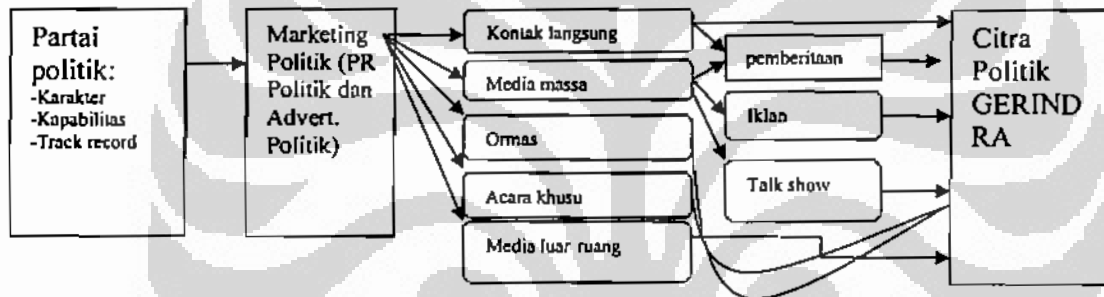 Partai
politik:
-Karakter
-Kapabilitas
-Track record
Marketing
Politik (PR
Politik dan
Advert.
Politik)
Kontak langsung
Media massa
Ormas
Acara khusu
Media luar ruang
pemberitaan
Iklan
Talk show
Citra
Politik
GERIND
RA